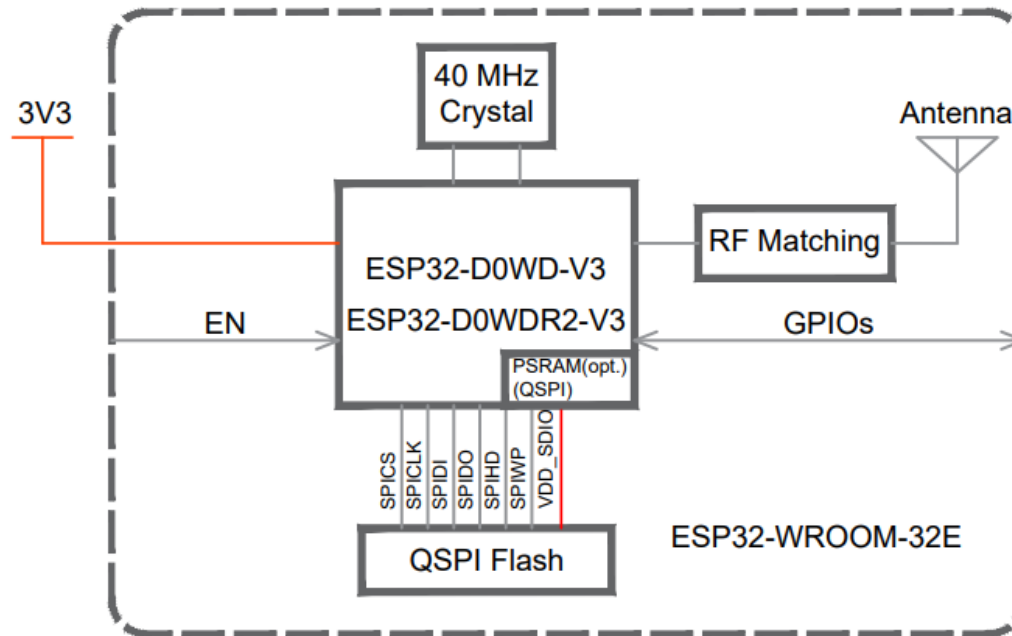 40 MHz
Crystal
3V3
Antenna
RF Matching
ESP32-D0WD-V3
ESP32-D0WDR2-V3
EN
GPIOs
PSRAM(opt.)
(QSPI)
SPICS
SPICLK
SPIDI
SPIDO
SPIHD
SPIWP
VDD_SDIO
QSPI Flash
ESP32-WROOM-32E